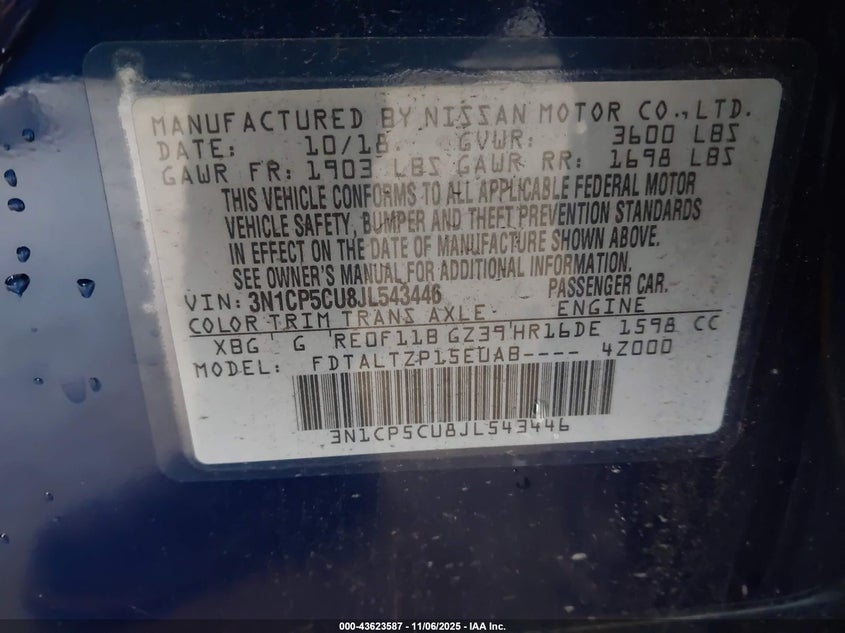 MANUFACTURED BY NISSAN MOTOR CO., LTD.
DATE: 10/18 GVWR: 3600 LBS
GAWR FR: 1903 LBS GAWR RR: 1698 LBS
THIS VEHICLE CONFORMS TO ALL APPLICABLE FEDERAL MOTOR
VEHICLE SAFETY, BUMPER AND THEFT PREVENTION STANDARDS
IN EFFECT ON THE DATE OF MANUFACTURE SHOWN ABOVE.
SEE OWNER'S MANUAL FOR ADDITIONAL INFORMATION.
VIN: 3N1CP5CU8JL543446 PASSENGER CAR.
COLOR TRIM TRANS AXLE ENGINE
XBG G RE0F11B GZ39 HR16DE 1598 CC
MODEL: FDTALTZP15EUAB---- 4Z000
3N1CP5CU8JL543446
000-43623587 - 11/06/2025 - IAA Inc.